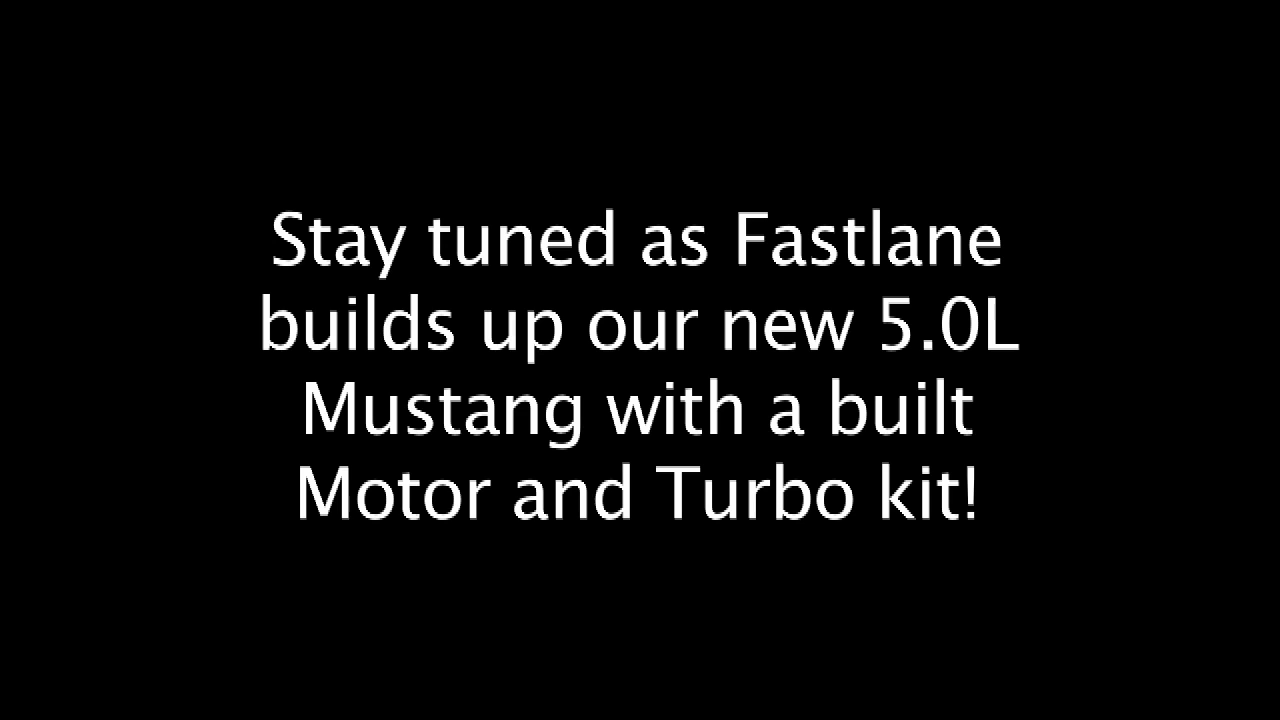 Stay tuned as Fastlane
builds up our new 5.0L
Mustang with a built
Motor and Turbo kit!